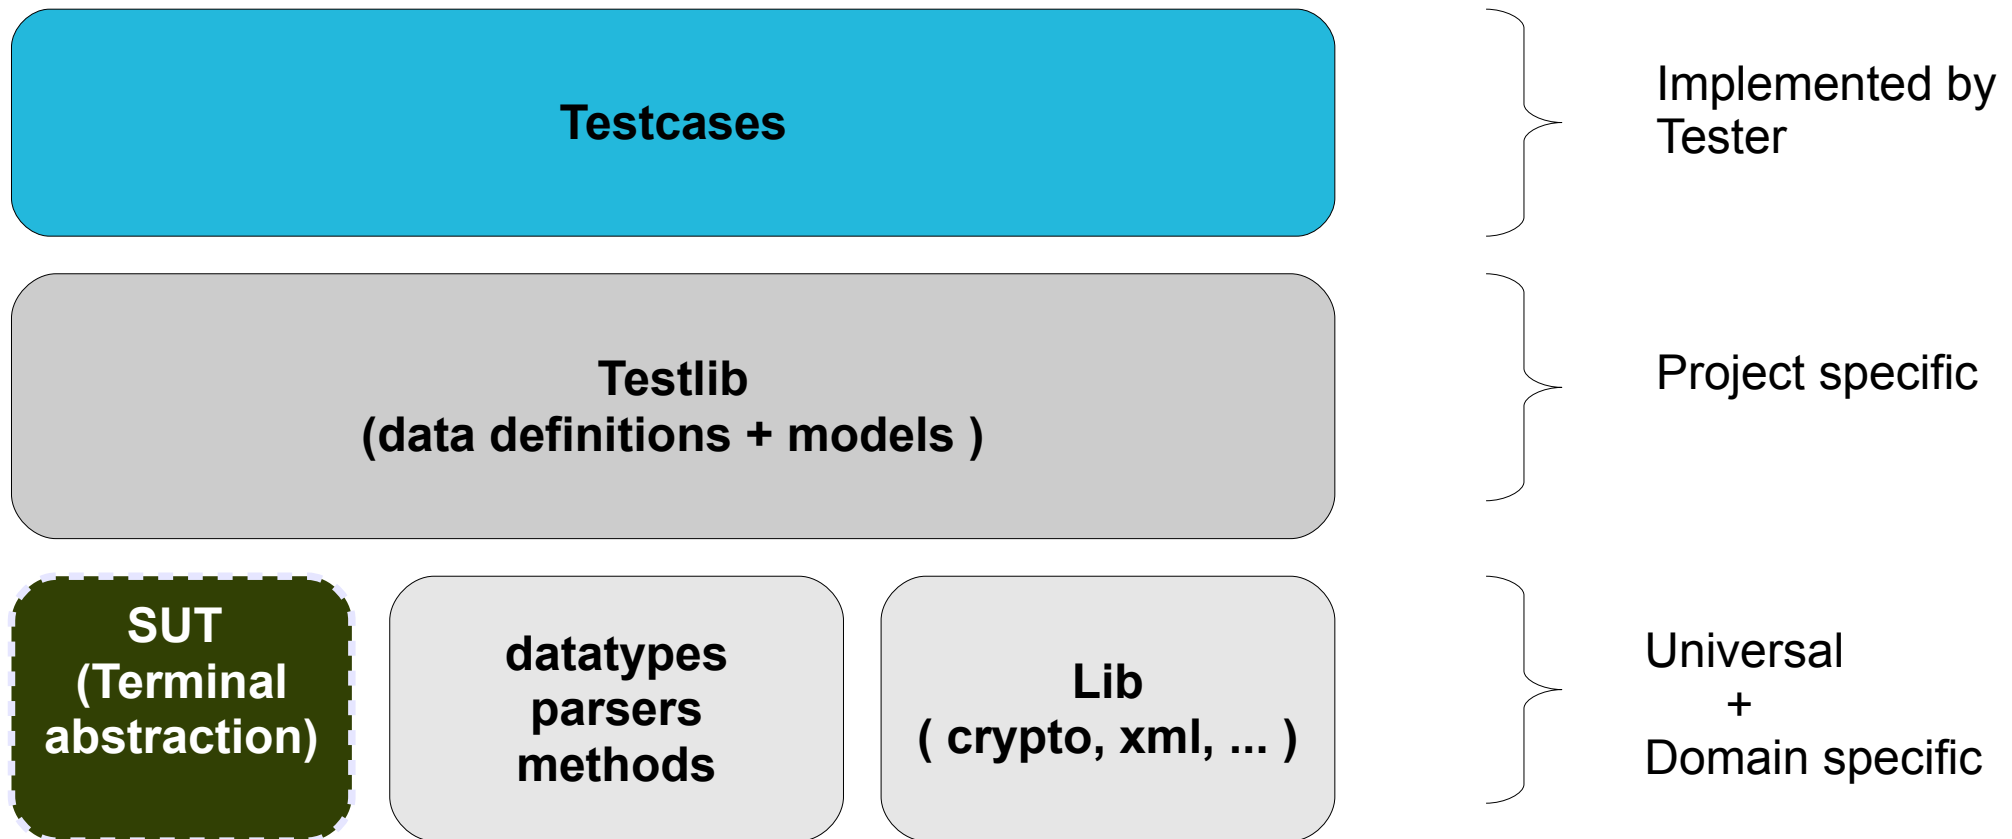 Testcases
Implemented by
Tester
Testlib
(data definitions + models )
Project specific
SUT
(Terminal
abstraction)
datatypes
parsers
methods
Lib
( crypto, xml, ... )
Universal
+
Domain specific